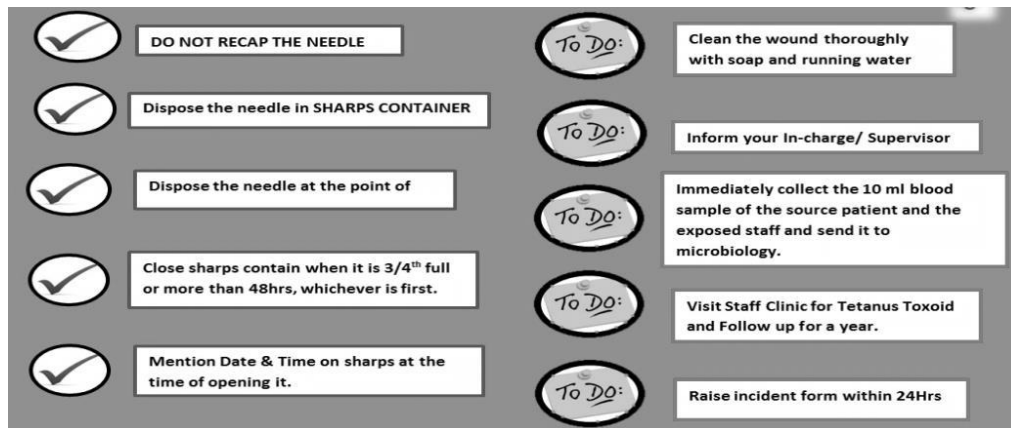 DO NOT RECAP THE NEEDLE
Dispose the needle in SHARPS CONTAINER
Dispose the needle at the point of
Close sharps contain when it is 3/4th full
or more than 48hrs, whichever is first.
Mention Date & Time on sharps at the
time of opening it.
TO DO:
Clean the wound thoroughly
with soap and running water
TO DO:
Inform your In-charge/ Supervisor
TO DO:
Immediately collect the 10 ml blood
sample of the source patient and the
exposed staff and send it to
microbiology.
TO DO:
Visit Staff Clinic for Tetanus Toxoid
and Follow up for a year.
TO DO:
Raise incident form within 24Hrs